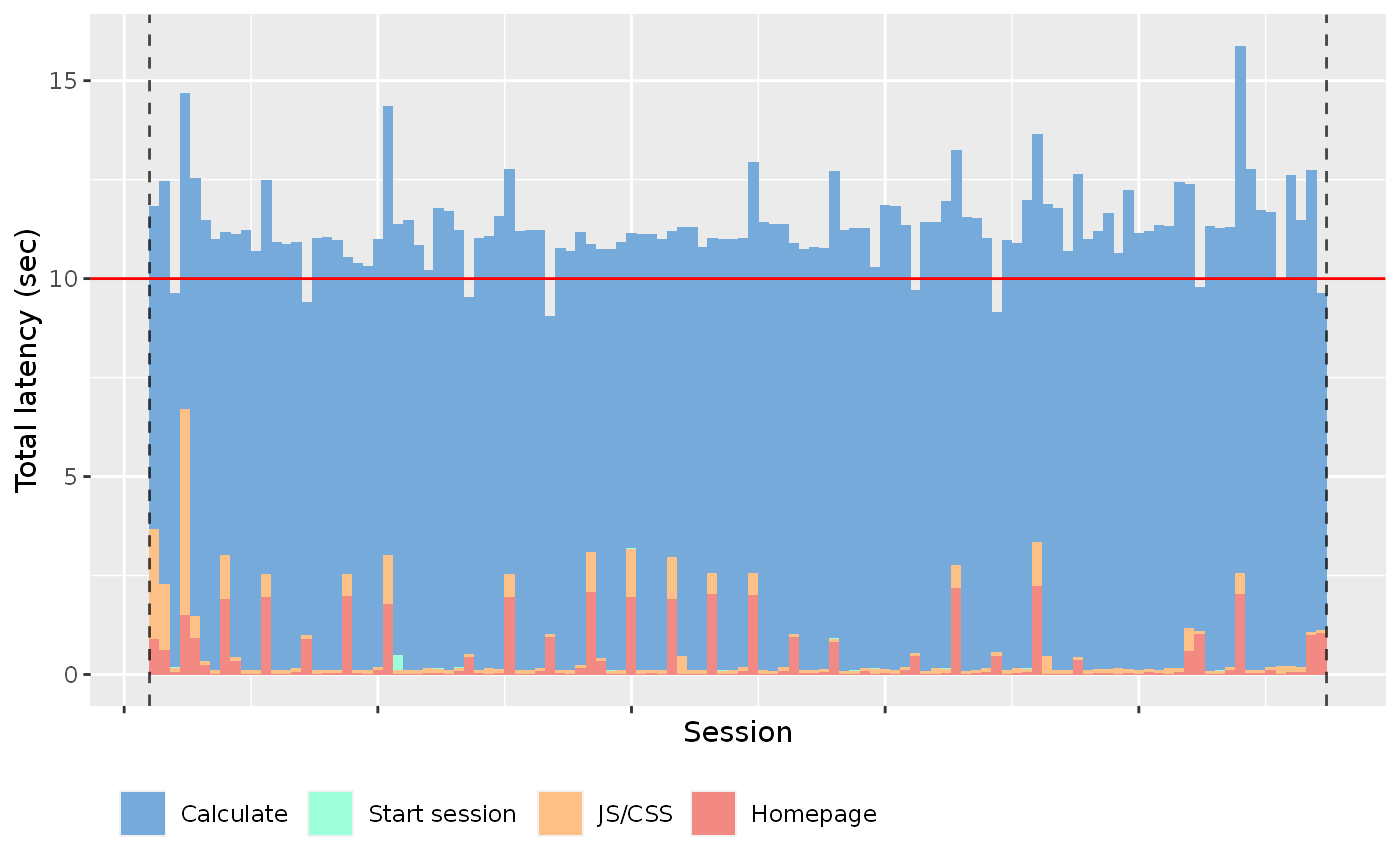 15
10
5
0
Total latency (sec)
Session
Calculate
Start session
JS/CSS
Homepage